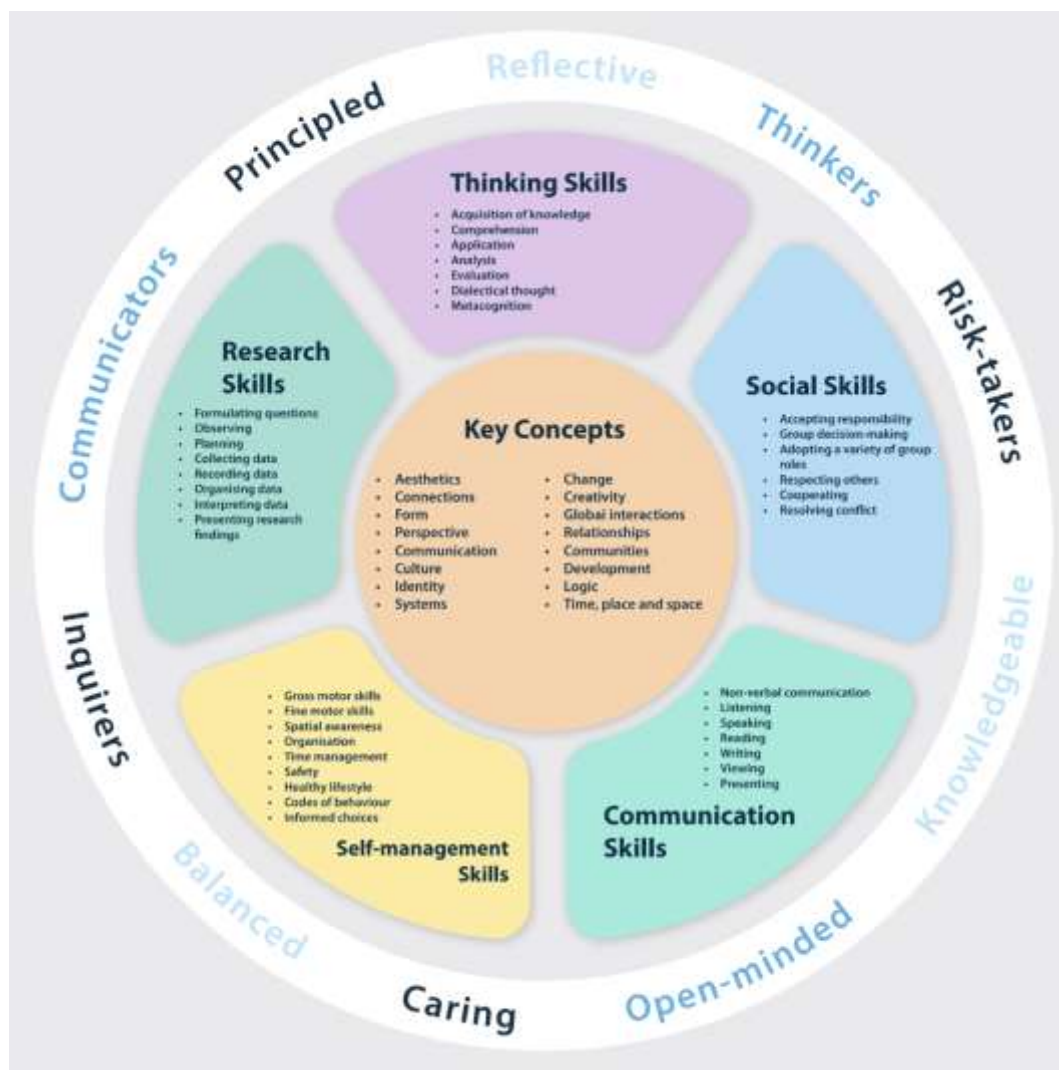 Reflective
Thinkers
Risk-takers
Knowledgeable
Open-minded
Caring
Balanced
Inquirers
Communicators
Principled
Thinking Skills
• Acquisition of knowledge
• Comprehension
• Application
• Analysis
• Evaluation
• Dialectical thought
• Metacognition
Social Skills
• Accepting responsibility
• Group decision-making
• Adopting a variety of group
roles
• Respecting others
• Cooperating
• Resolving conflict
• Non-verbal communication
• Listening
• Speaking
• Reading
• Writing
• Viewing
• Presenting
Communication
Skills
• Gross motor skills
• Fine motor skills
• Spatial awareness
• Organisation
• Time management
• Safety
• Healthy lifestyle
• Codes of behaviour
• Informed choices
Self-management
Skills
Research
Skills
• Formulating questions
• Observing
• Planning
• Collecting data
• Recording data
• Organising data
• Interpreting data
• Presenting research
findings
Key Concepts
• Aesthetics
• Connections
• Form
• Perspective
• Communication
• Culture
• Identity
• Systems
• Change
• Creativity
• Global interactions
• Relationships
• Communities
• Development
• Logic
• Time, place and space